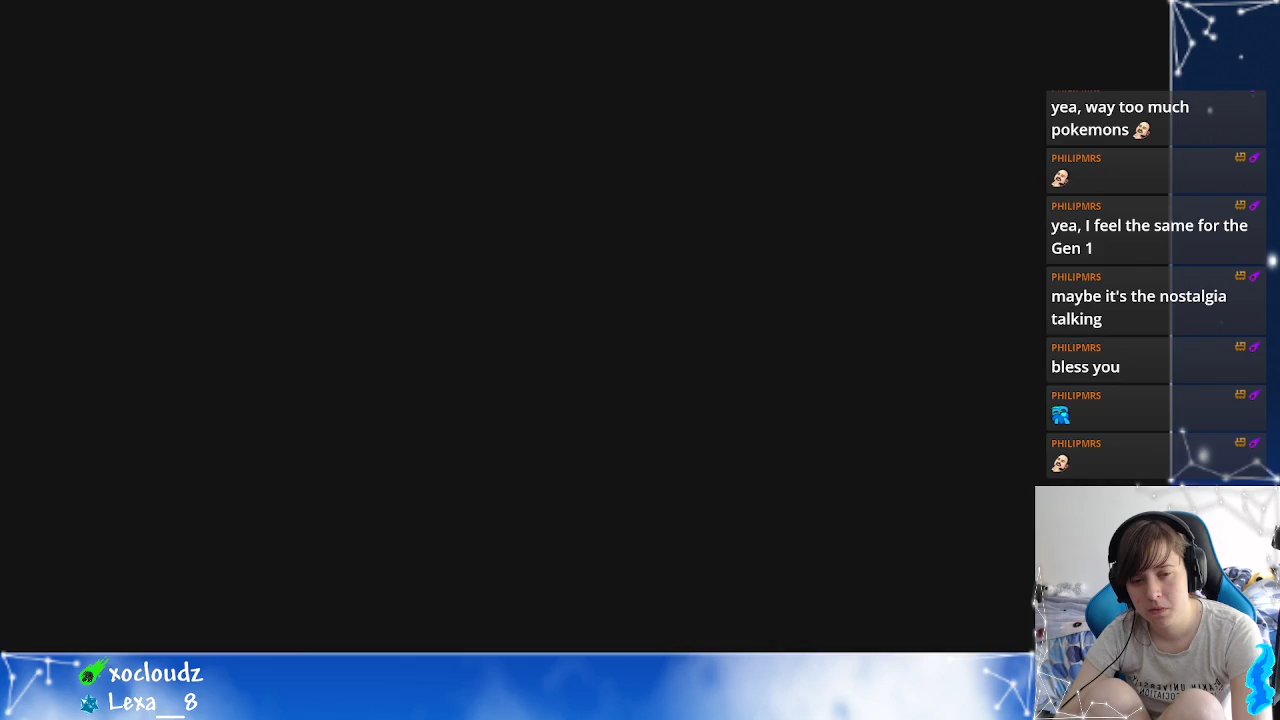 yea, way too much
pokemons
PHILIPMRS
PHILIPMRS
yea, I feel the same for the
Gen 1
PHILIPMRS
maybe it's the nostalgia
talking
PHILIPMRS
bless you
PHILIPMRS
PHILIPMRS
xocloudz
Lexa__8